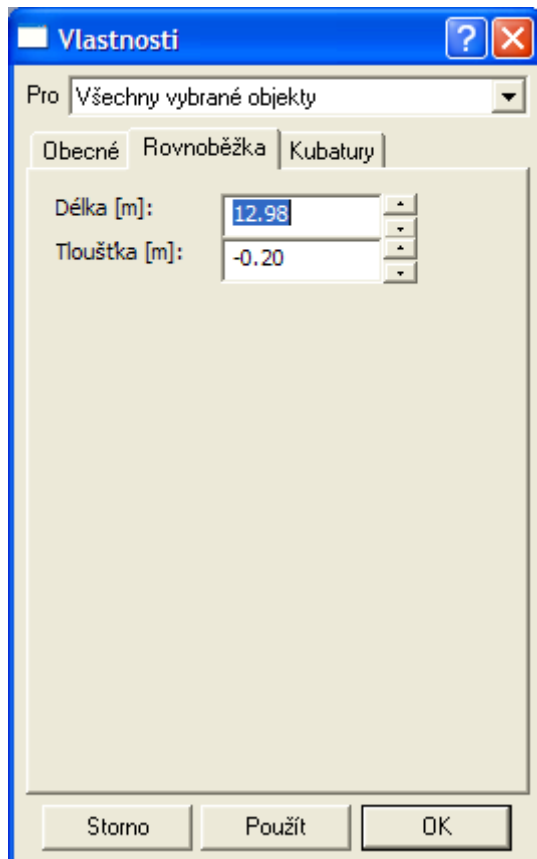 Vlastnosti
Pro Všechny vybrané objekty
Obecné Rovnoběžka Kubatury
Délka [m]: 12.98
Tloušťka [m]: -0.20
Storno Použít OK